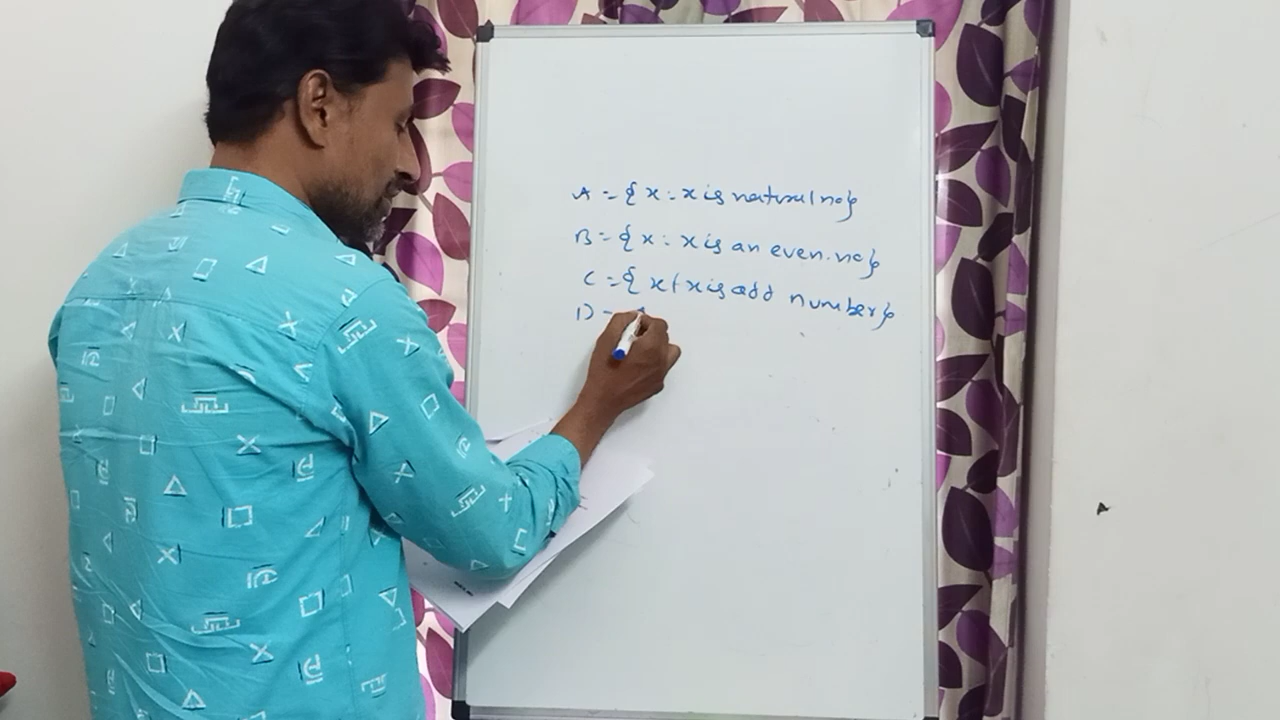 A = { x : x is natural no}
B = { x : x is an even. no}
C = { x / x is odd number}
D =